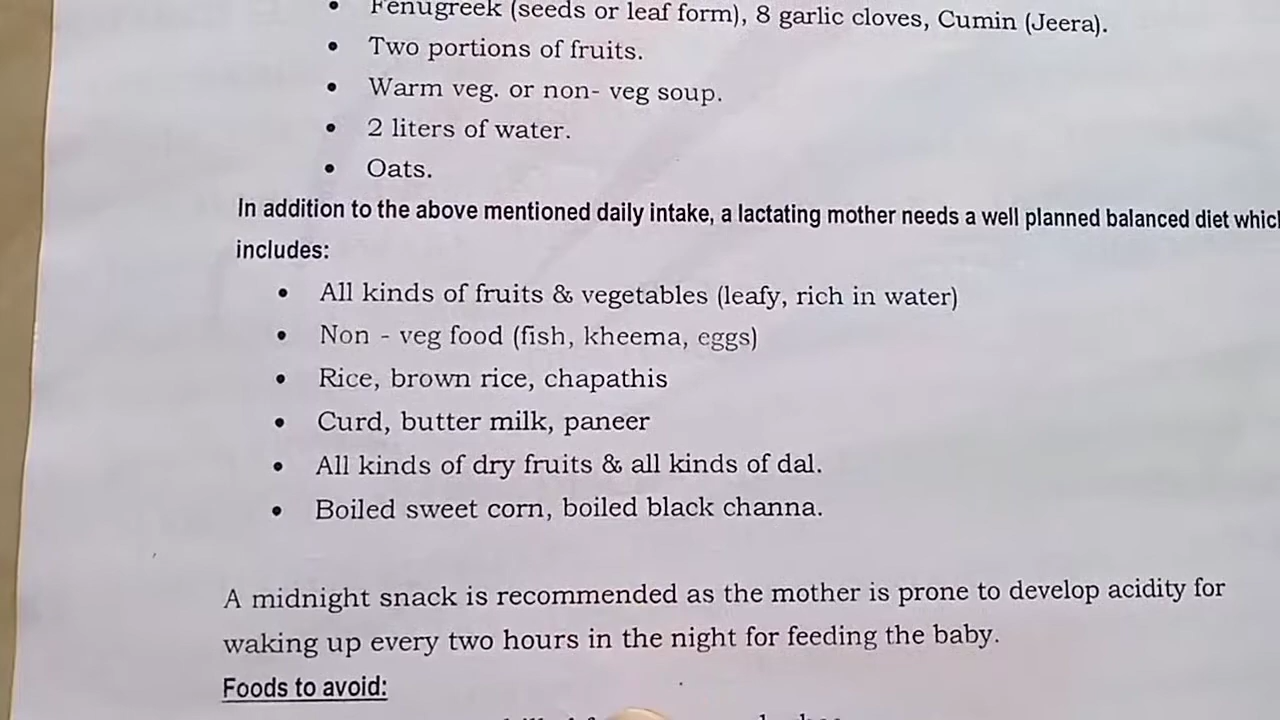 • Fenugreek (seeds or leaf form), 8 garlic cloves, Cumin (Jeera).
• Two portions of fruits.
• Warm veg. or non- veg soup.
• 2 liters of water.
• Oats.
In addition to the above mentioned daily intake, a lactating mother needs a well planned balanced diet whic
includes:
• All kinds of fruits & vegetables (leafy, rich in water)
• Non - veg food (fish, kheema, eggs)
• Rice, brown rice, chapathis
• Curd, butter milk, paneer
• All kinds of dry fruits & all kinds of dal.
• Boiled sweet corn, boiled black channa.
A midnight snack is recommended as the mother is prone to develop acidity for
waking up every two hours in the night for feeding the baby.
Foods to avoid: